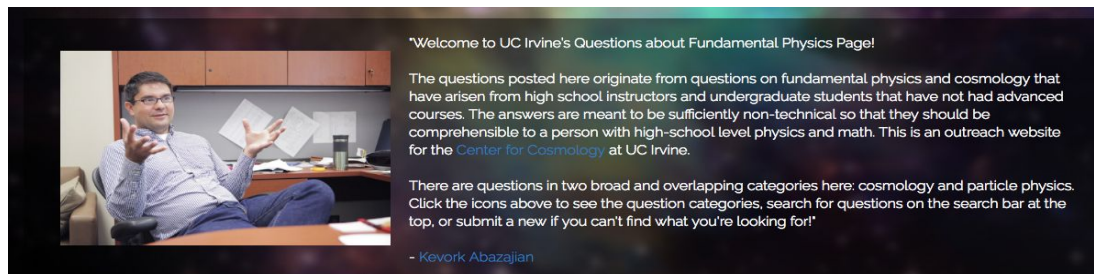 "Welcome to UC Irvine's Questions about Fundamental Physics Page!
The questions posted here originate from questions on fundamental physics and cosmology that
have arisen from high school instructors and undergraduate students that have not had advanced
courses. The answers are meant to be sufficiently non-technical so that they should be
comprehensible to a person with high-school level physics and math. This is an outreach website
for the Center for Cosmology at UC Irvine.
There are questions in two broad and overlapping categories here: cosmology and particle physics.
Click the icons above to see the question categories, search for questions on the search bar at the
top, or submit a new if you can't find what you're looking for!"
- Kevork Abazajian